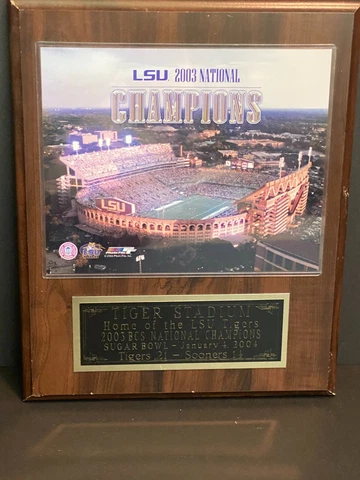 LSU 2003 NATIONAL
CHAMPIONS
LSU
TIGER STADIUM
Home of the LSU Tigers
2003 BCS NATIONAL CHAMPIONS
SUGAR BOWL - January 4, 2004
Tigers 21 - Sooners 14